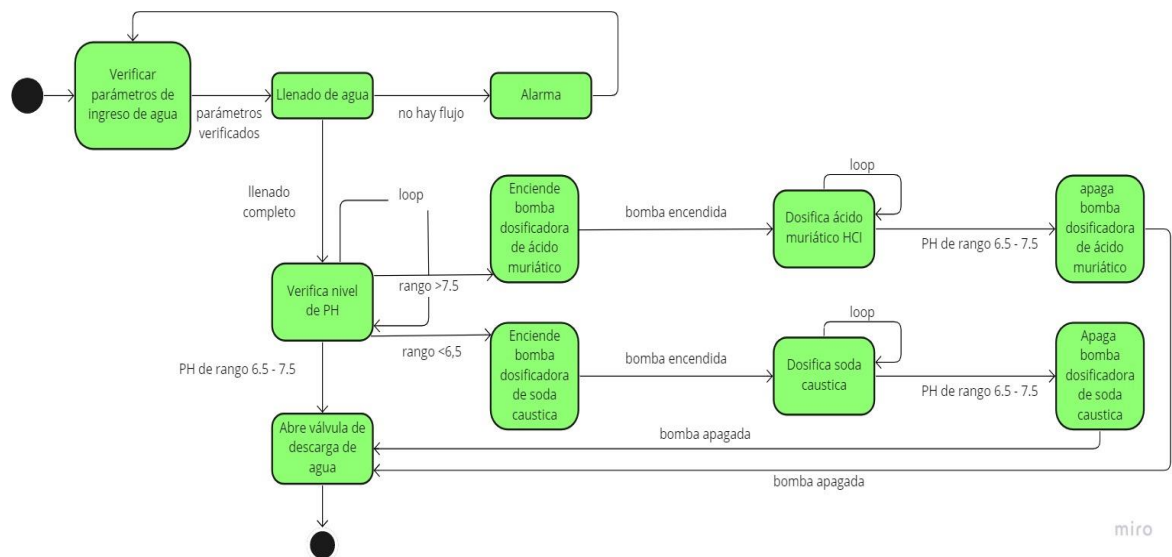 Verificar
parámetros de
ingreso de agua
parámetros
verificados
Llenado de agua
no hay flujo
Alarma
llenado
completo
loop
Verifica nivel
de PH
rango >7.5
rango <6,5
Enciende
bomba
dosificadora
de ácido
muriático
bomba encendida
loop
Dosifica ácido
muriático HCl
PH de rango 6.5 - 7.5
apaga
bomba
dosificadora
de ácido
muriático
Enciende
bomba
dosificadora
de soda
caustica
bomba encendida
loop
Dosifica soda
caustica
PH de rango 6.5 - 7.5
Apaga
bomba
dosificadora
de soda
caustica
PH de rango 6.5 - 7.5
Abre válvula de
descarga de
agua
bomba apagada
bomba apagada
miro